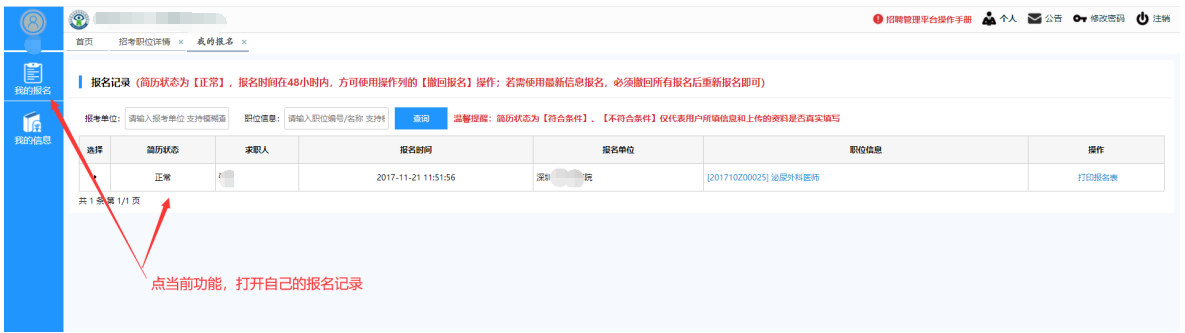 招聘管理平台操作手册 个人 公告 修改密码 注销
首页 招考职位详情 × 我的报名 ×
我的报名
我的信息
报名记录（简历状态为【正常】，报名时间在48小时内，方可使用操作列的【撤回报名】操作；若需使用最新信息报名，必须撤回所有报名后重新报名即可）
报考单位: 请输入报考单位 支持模糊查 职位信息: 请输入职位编号/名称 支持 查询 温馨提醒：简历状态为【符合条件】、【不符合条件】仅代表用户所填信息和上传的资料是否真实填写
选择 简历状态 求职人 报名时间 报名单位 职位信息 操作
正常 2017-11-21 11:51:56 深圳 院 [201710Z00025] 泌尿外科医师 打印报名表
共 1 条 第 1/1 页
点当前功能，打开自己的报名记录